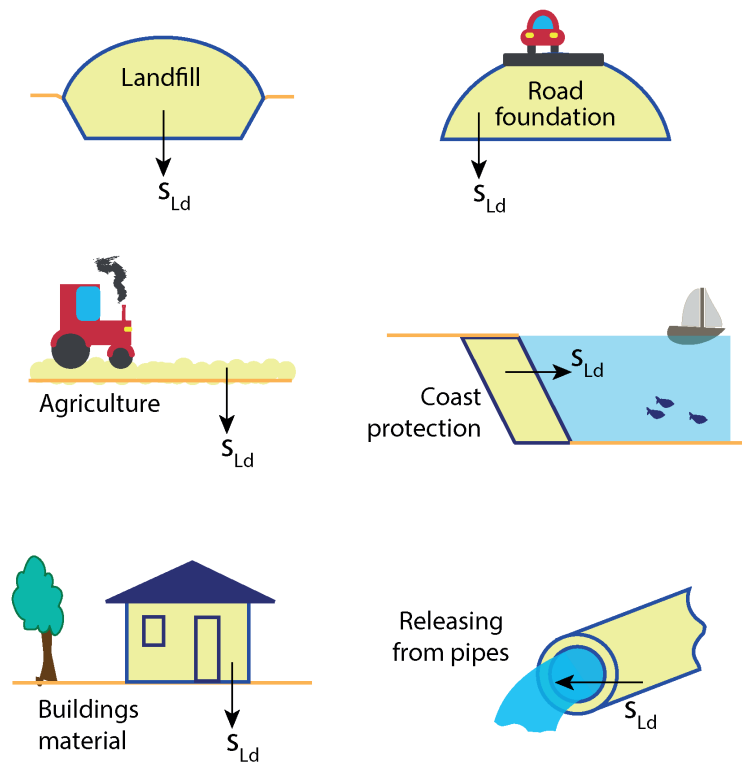 Landfill
S Ld
Road
foundation
S Ld
Agriculture
S Ld
Coast
protection
S Ld
Buildings
material
S Ld
Releasing
from pipes
S Ld